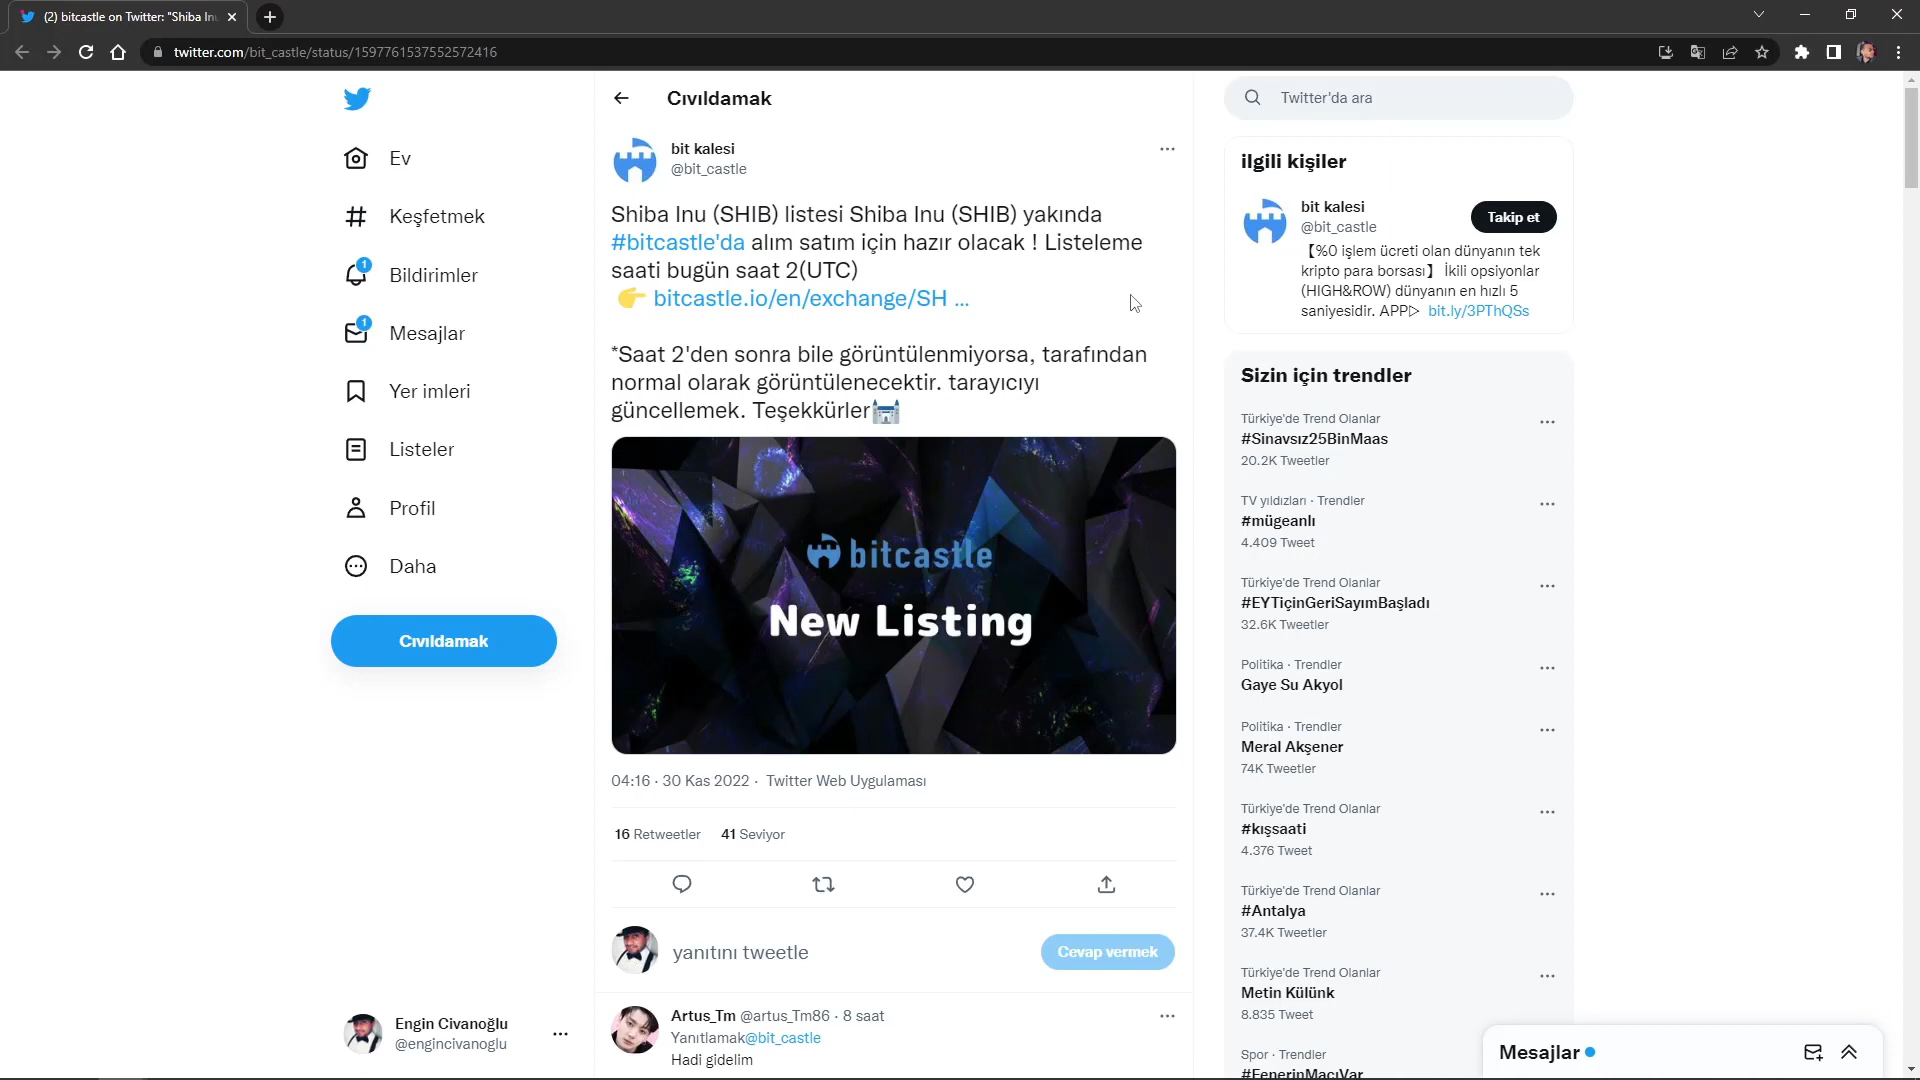 (2) bitcastle on Twitter: "Shiba Inu
twitter.com/bit_castle/status/1597761537552572416
Ev
Keşfetmek
1
Bildirimler
1
Mesajlar
Yer imleri
Listeler
Profil
Daha
Cıvıldamak
Engin Civanoğlu
@engincivanoglu
Cıvıldamak
bit kalesi
@bit_castle
Shiba Inu (SHIB) listesi Shiba Inu (SHIB) yakında
#bitcastle'da alım satım için hazır olacak ! Listeleme
saati bugün saat 2(UTC)
👉 bitcastle.io/en/exchange/SH ...
*Saat 2'den sonra bile görüntülenmiyorsa, tarafından
normal olarak görüntülenecektir. tarayıcıyı
güncellemek. Teşekkürler🏰
bitcastle
New Listing
04:16 · 30 Kas 2022 · Twitter Web Uygulaması
16 Retweetler 41 Seviyor
yanıtını tweetle
Cevap vermek
Artus_Tm @artus_Tm86 · 8 saat
Yanıtlamak@bit_castle
Hadi gidelim
Twitter'da ara
ilgili kişiler
bit kalesi
@bit_castle
Takip et
【%0 işlem ücreti olan dünyanın tek
kripto para borsası】 İkili opsiyonlar
(HIGH&ROW) dünyanın en hızlı 5
saniyesidir. APP▷ bit.ly/3PThQSs
Sizin için trendler
Türkiye'de Trend Olanlar
#Sinavsız25BinMaas
20.2K Tweetler
TV yıldızları · Trendler
#mügeanlı
4.409 Tweet
Türkiye'de Trend Olanlar
#EYTiçinGeriSayımBaşladı
32.6K Tweetler
Politika · Trendler
Gaye Su Akyol
Politika · Trendler
Meral Akşener
74K Tweetler
Türkiye'de Trend Olanlar
#kışsaati
4.376 Tweet
Türkiye'de Trend Olanlar
#Antalya
37.4K Tweetler
Türkiye'de Trend Olanlar
Metin Külünk
8.835 Tweet
Spor · Trendler
#FenerinMaçıVar
Mesajlar